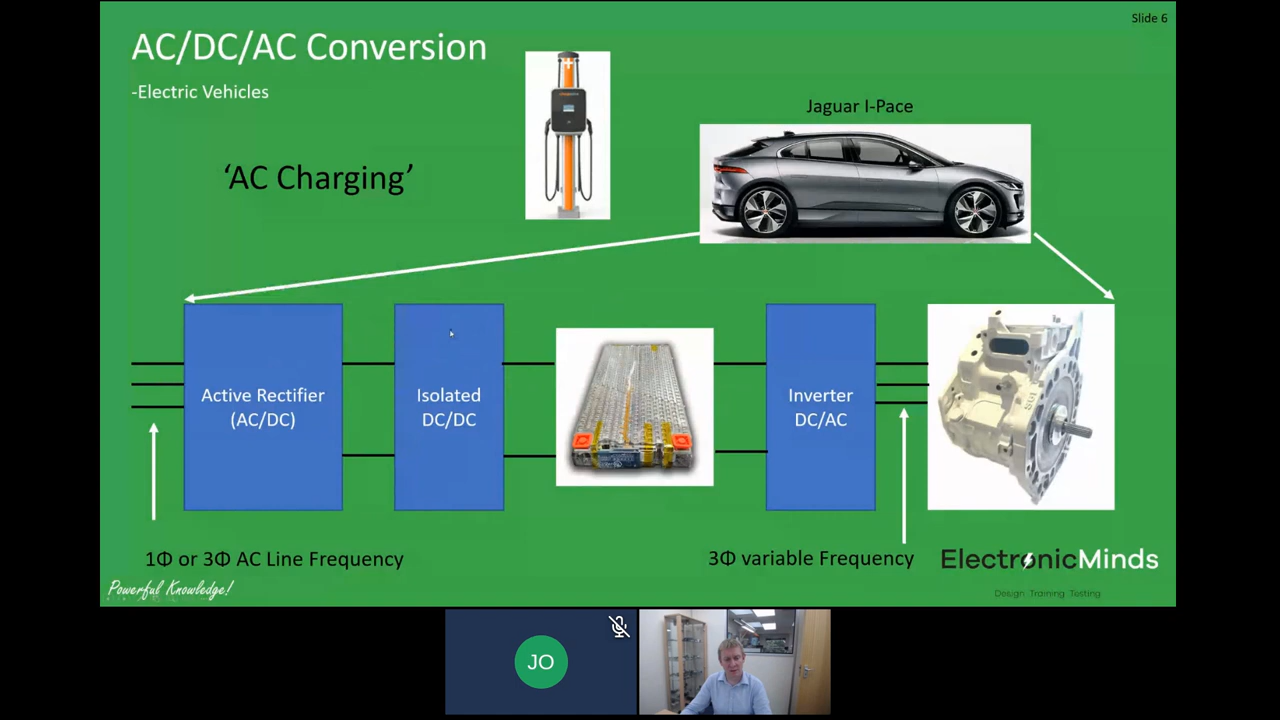 Slide 6
AC/DC/AC Conversion
-Electric Vehicles
Jaguar I-Pace
‘AC Charging’
Active Rectifier
(AC/DC)
Isolated
DC/DC
Inverter
DC/AC
1Φ or 3Φ AC Line Frequency
3Φ variable Frequency
ElectronicMinds
Design Training Testing
Powerful Knowledge!
JO